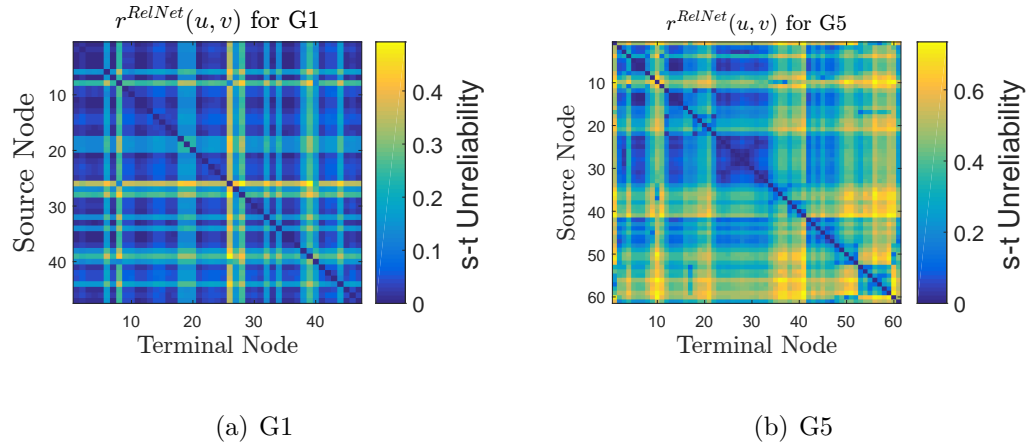 r^{RelNet}(u, v) for G1
Source Node
10
20
30
40
10 20 30 40
Terminal Node
0.4
0.3
0.2
0.1
0
s-t Unreliability
(a) G1
r^{RelNet}(u, v) for G5
Source Node
10
20
30
40
50
60
10 20 30 40 50 60
Terminal Node
0.6
0.4
0.2
0
s-t Unreliability
(b) G5